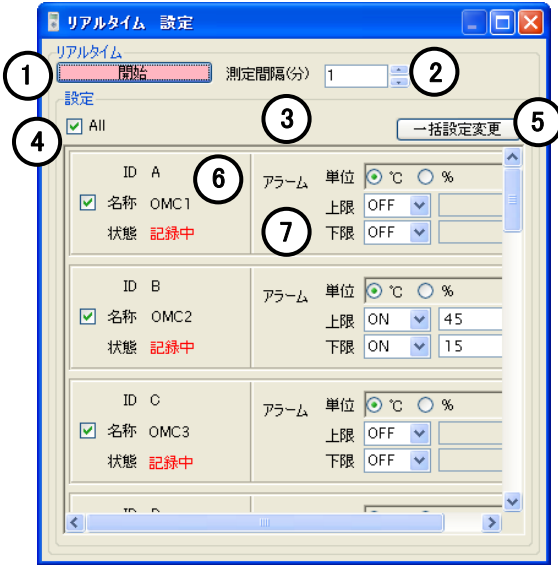 リアルタイム 設定
リアルタイム
① 開始 測定間隔(分) 1 ②
設定
④ All ③ 一括設定変更 ⑤
ID A ⑥ アラーム 単位 ℃ %
名称 OMC1 上限 OFF
状態 記録中 ⑦ 下限 OFF
ID B アラーム 単位 ℃ %
名称 OMC2 上限 ON 45
状態 記録中 下限 ON 15
ID C アラーム 単位 ℃ %
名称 OMC3 上限 OFF
状態 記録中 下限 OFF